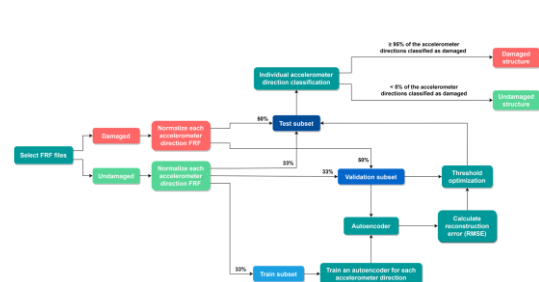 ≥ 95% of the accelerometer
directions classified as damaged
Damaged
structure
Individual accelerometer
direction classification
< 5% of the accelerometer
directions classified as damaged
Undamaged
structure
50%
Test subset
Damaged
Normalize each
accelerometer
direction FRF
Select FRF files
33%
50%
Undamaged
Normalize each
accelerometer
direction FRF
33%
Validation subset
Threshold
optimization
Autoencoder
Calculate
reconstruction
error (RMSE)
33%
Train subset
Train an autoencoder for each
accelerometer direction